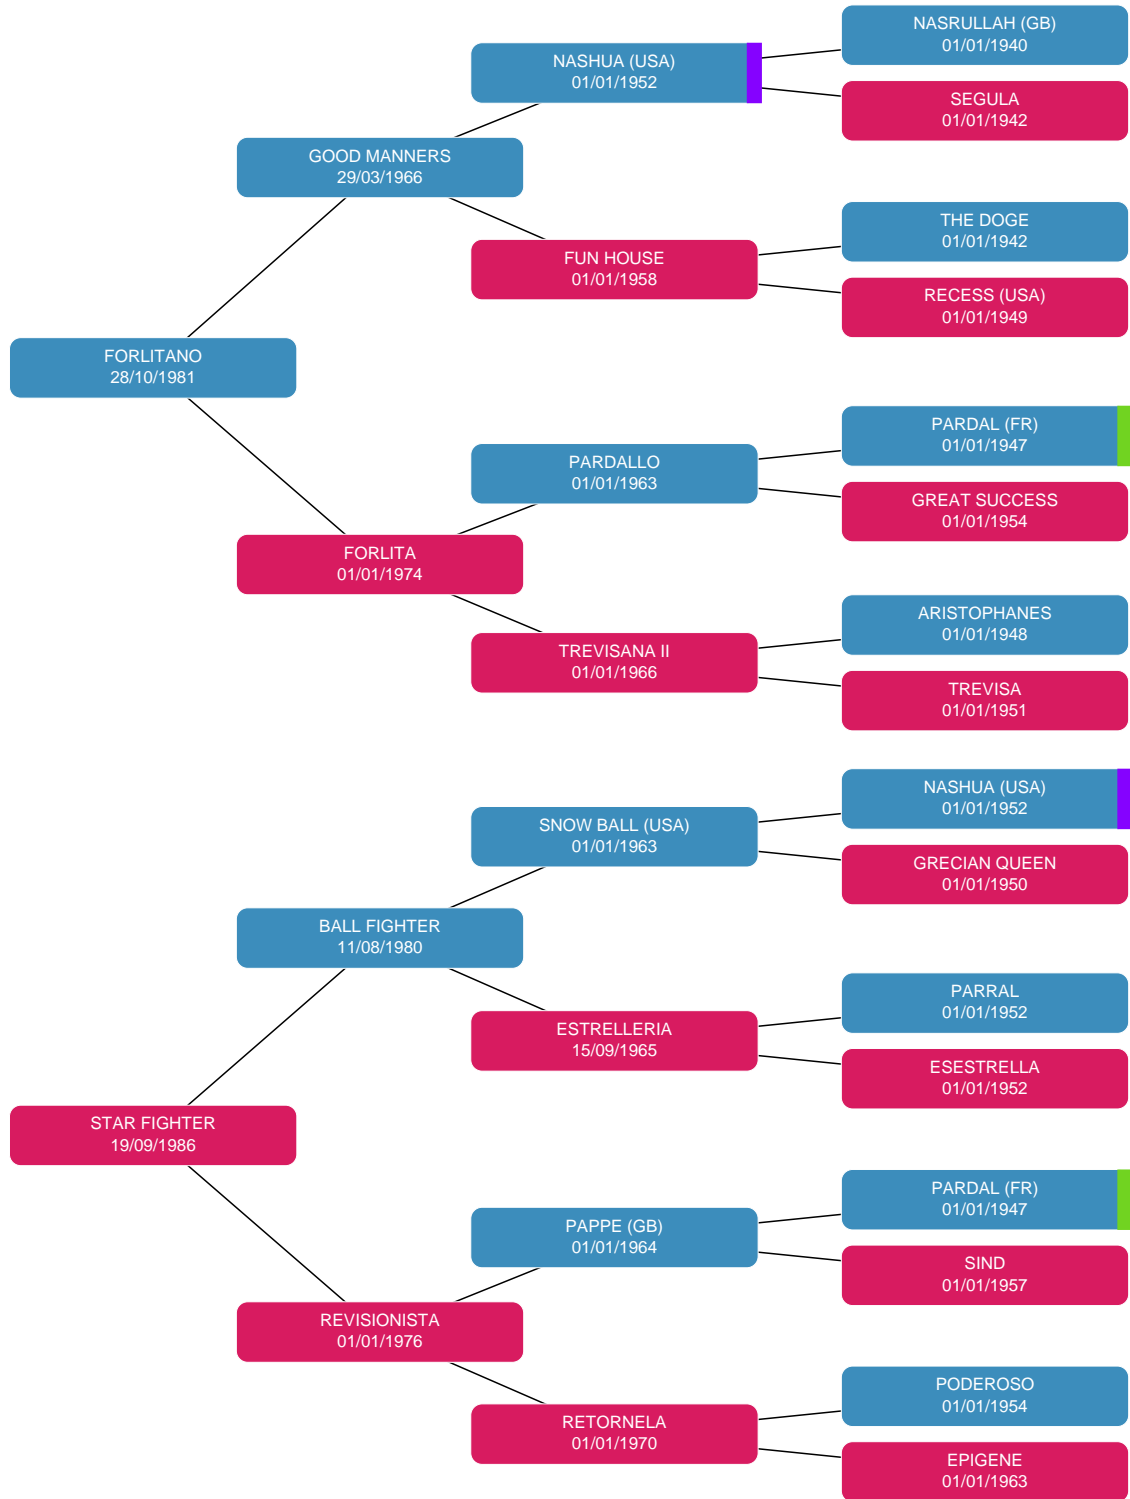 NASRULLAH (GB)
01/01/1940
NASHUA (USA)
01/01/1952
SEGULA
01/01/1942
GOOD MANNERS
29/03/1966
THE DOGE
01/01/1942
FUN HOUSE
01/01/1958
RECESS (USA)
01/01/1949
FORLITANO
28/10/1981
PARDAL (FR)
01/01/1947
PARDALLO
01/01/1963
GREAT SUCCESS
01/01/1954
FORLITA
01/01/1974
ARISTOPHANES
01/01/1948
TREVISANA II
01/01/1966
TREVISA
01/01/1951
NASHUA (USA)
01/01/1952
SNOW BALL (USA)
01/01/1963
GRECIAN QUEEN
01/01/1950
BALL FIGHTER
11/08/1980
PARRAL
01/01/1952
ESTRELLERIA
15/09/1965
ESESTRELLA
01/01/1952
STAR FIGHTER
19/09/1986
PARDAL (FR)
01/01/1947
PAPPE (GB)
01/01/1964
SIND
01/01/1957
REVISIONISTA
01/01/1976
PODEROSO
01/01/1954
RETORNELA
01/01/1970
EPIGENE
01/01/1963